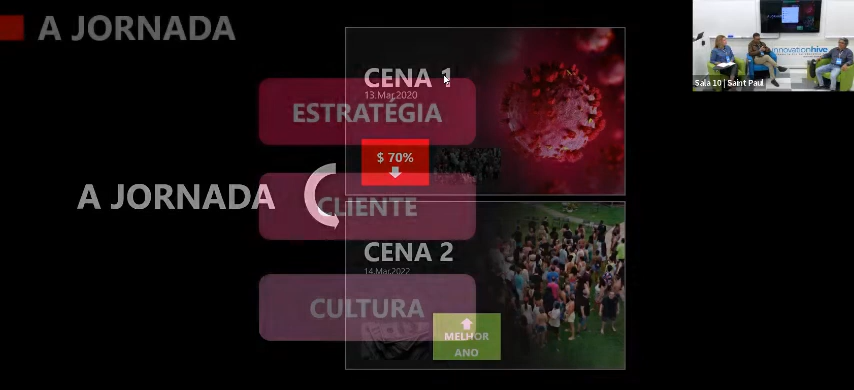 A JORNADA
CENA 1
13.Mar.2020
ESTRATÉGIA
$ 70%
A JORNADA
CLIENTE
CENA 2
14.Mar.2022
CULTURA
MELHOR
ANO
innovationhive
Sala 10 | Saint Paul